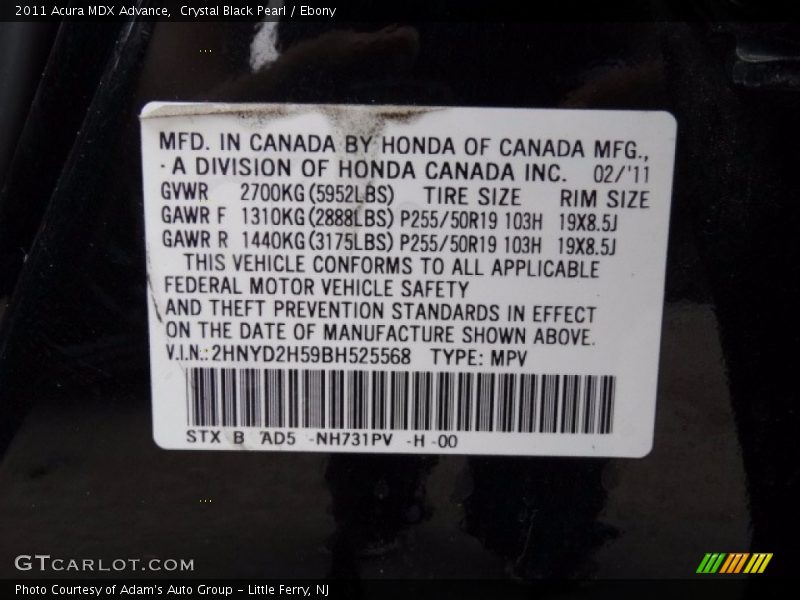 2011 Acura MDX Advance,  Crystal Black Pearl / Ebony
MFD. IN CANADA BY HONDA OF CANADA MFG.,
- A DIVISION OF HONDA CANADA INC. 02/'11
GVWR 2700KG(5952LBS) TIRE SIZE RIM SIZE
GAWR F 1310KG(2888LBS) P255/50R19 103H 19X8.5J
GAWR R 1440KG(3175LBS) P255/50R19 103H 19X8.5J
THIS VEHICLE CONFORMS TO ALL APPLICABLE
FEDERAL MOTOR VEHICLE SAFETY
AND THEFT PREVENTION STANDARDS IN EFFECT
ON THE DATE OF MANUFACTURE SHOWN ABOVE.
V.I.N.: 2HNYD2H59BH525568 TYPE: MPV
STX B AD5 -NH731PV -H -00
GTCARLOT.COM
Photo Courtesy of Adam's Auto Group - Little Ferry, NJ